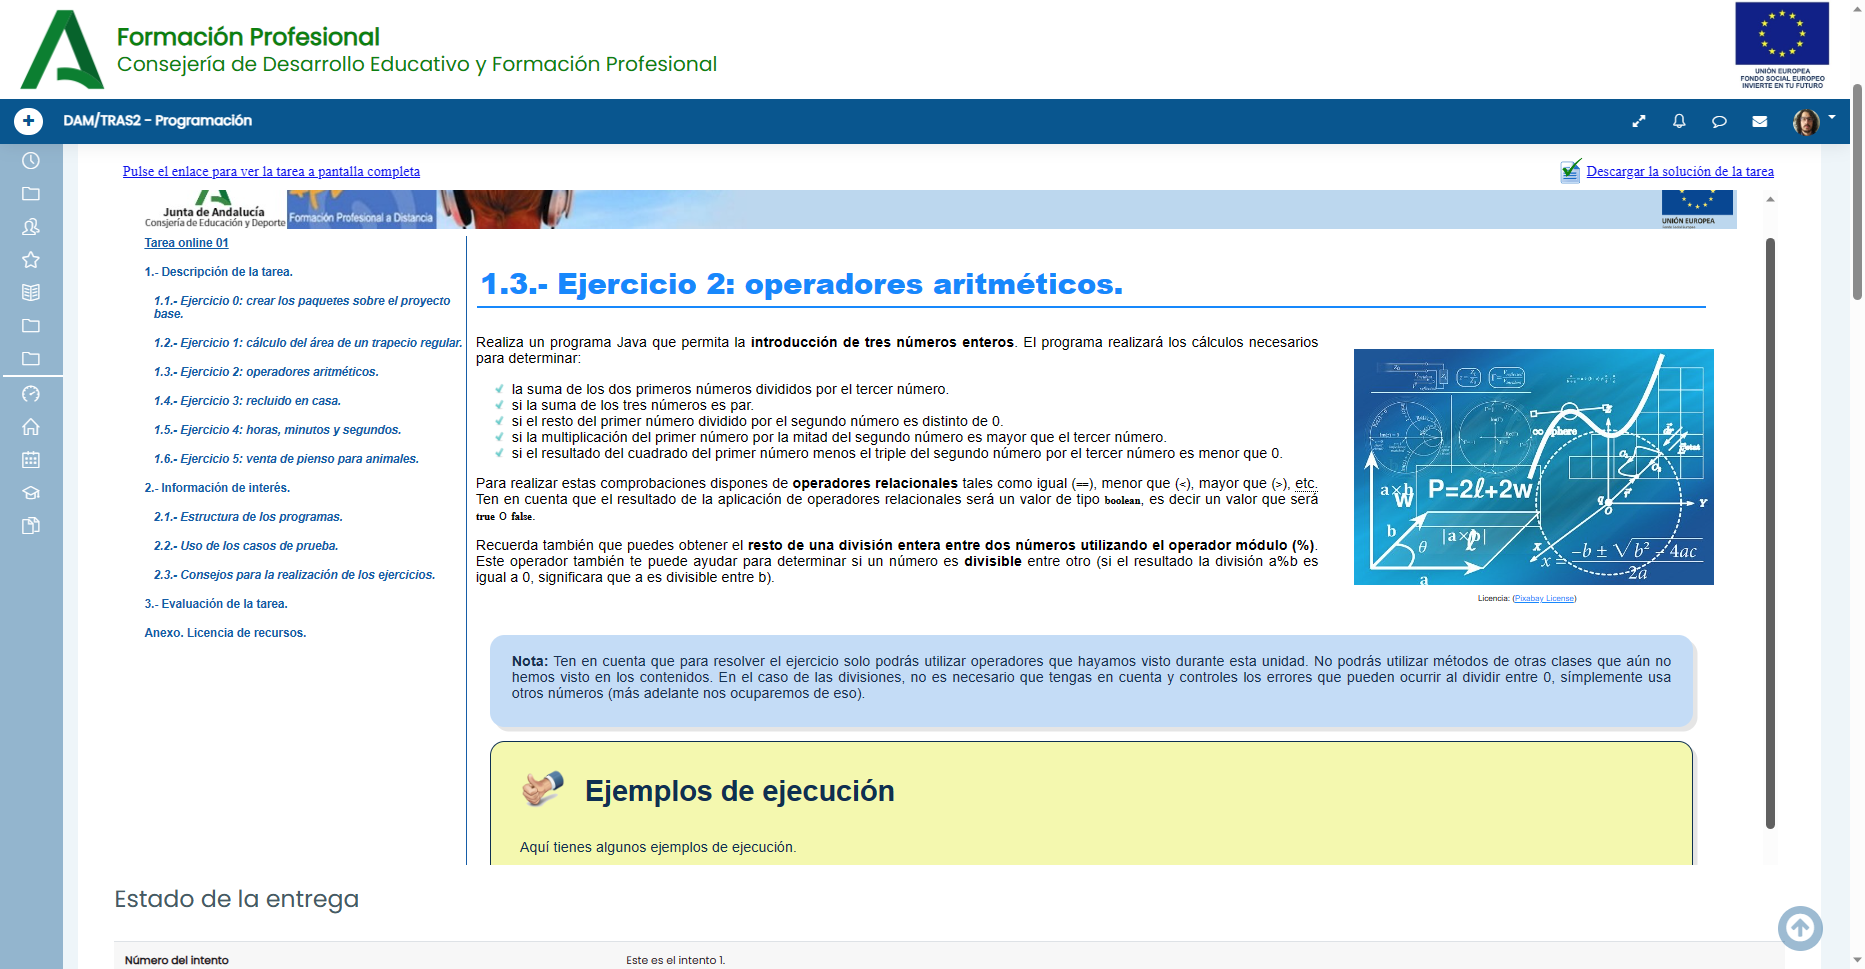 Formación Profesional
Consejería de Desarrollo Educativo y Formación Profesional
UNIÓN EUROPEA
FONDO SOCIAL EUROPEO
INVIERTE EN TU FUTURO
DAM/TRAS2 - Programación
Pulse el enlace para ver la tarea a pantalla completa
Descargar la solución de la tarea
Junta de Andalucía
Consejería de Educación y Deporte
Formación Profesional a Distancia
UNIÓN EUROPEA
Tarea online 01
1.- Descripción de la tarea.
1.1.- Ejercicio 0: crear los paquetes sobre el proyecto
base.
1.2.- Ejercicio 1: cálculo del área de un trapecio regular.
1.3.- Ejercicio 2: operadores aritméticos.
1.4.- Ejercicio 3: recluido en casa.
1.5.- Ejercicio 4: horas, minutos y segundos.
1.6.- Ejercicio 5: venta de pienso para animales.
2.- Información de interés.
2.1.- Estructura de los programas.
2.2.- Uso de los casos de prueba.
2.3.- Consejos para la realización de los ejercicios.
3.- Evaluación de la tarea.
Anexo. Licencia de recursos.
1.3.- Ejercicio 2: operadores aritméticos.
Realiza un programa Java que permita la introducción de tres números enteros. El programa realizará los cálculos necesarios
para determinar:
la suma de los dos primeros números divididos por el tercer número.
si la suma de los tres números es par.
si el resto del primer número dividido por el segundo número es distinto de 0.
si la multiplicación del primer número por la mitad del segundo número es mayor que el tercer número.
si el resultado del cuadrado del primer número menos el triple del segundo número por el tercer número es menor que 0.
Para realizar estas comprobaciones dispones de operadores relacionales tales como igual (==), menor que (<), mayor que (>), etc.
Ten en cuenta que el resultado de la aplicación de operadores relacionales será un valor de tipo boolean, es decir un valor que será
true o false.
Recuerda también que puedes obtener el resto de una división entera entre dos números utilizando el operador módulo (%).
Este operador también te puede ayudar para determinar si un número es divisible entre otro (si el resultado la división a%b es
igual a 0, significara que a es divisible entre b).
P=2ℓ+2w
a×b
w
b
θ
|a×b|
ℓ
a
∞ sphere
Y
x
x = -b ± √b² - 4ac
2a
Licencia: (Pixabay License)
Nota: Ten en cuenta que para resolver el ejercicio solo podrás utilizar operadores que hayamos visto durante esta unidad. No podrás utilizar métodos de otras clases que aún no
hemos visto en los contenidos. En el caso de las divisiones, no es necesario que tengas en cuenta y controles los errores que pueden ocurrir al dividir entre 0, símplemente usa
otros números (más adelante nos ocuparemos de eso).
Ejemplos de ejecución
Aquí tienes algunos ejemplos de ejecución.
Estado de la entrega
Número del intento
Este es el intento 1.